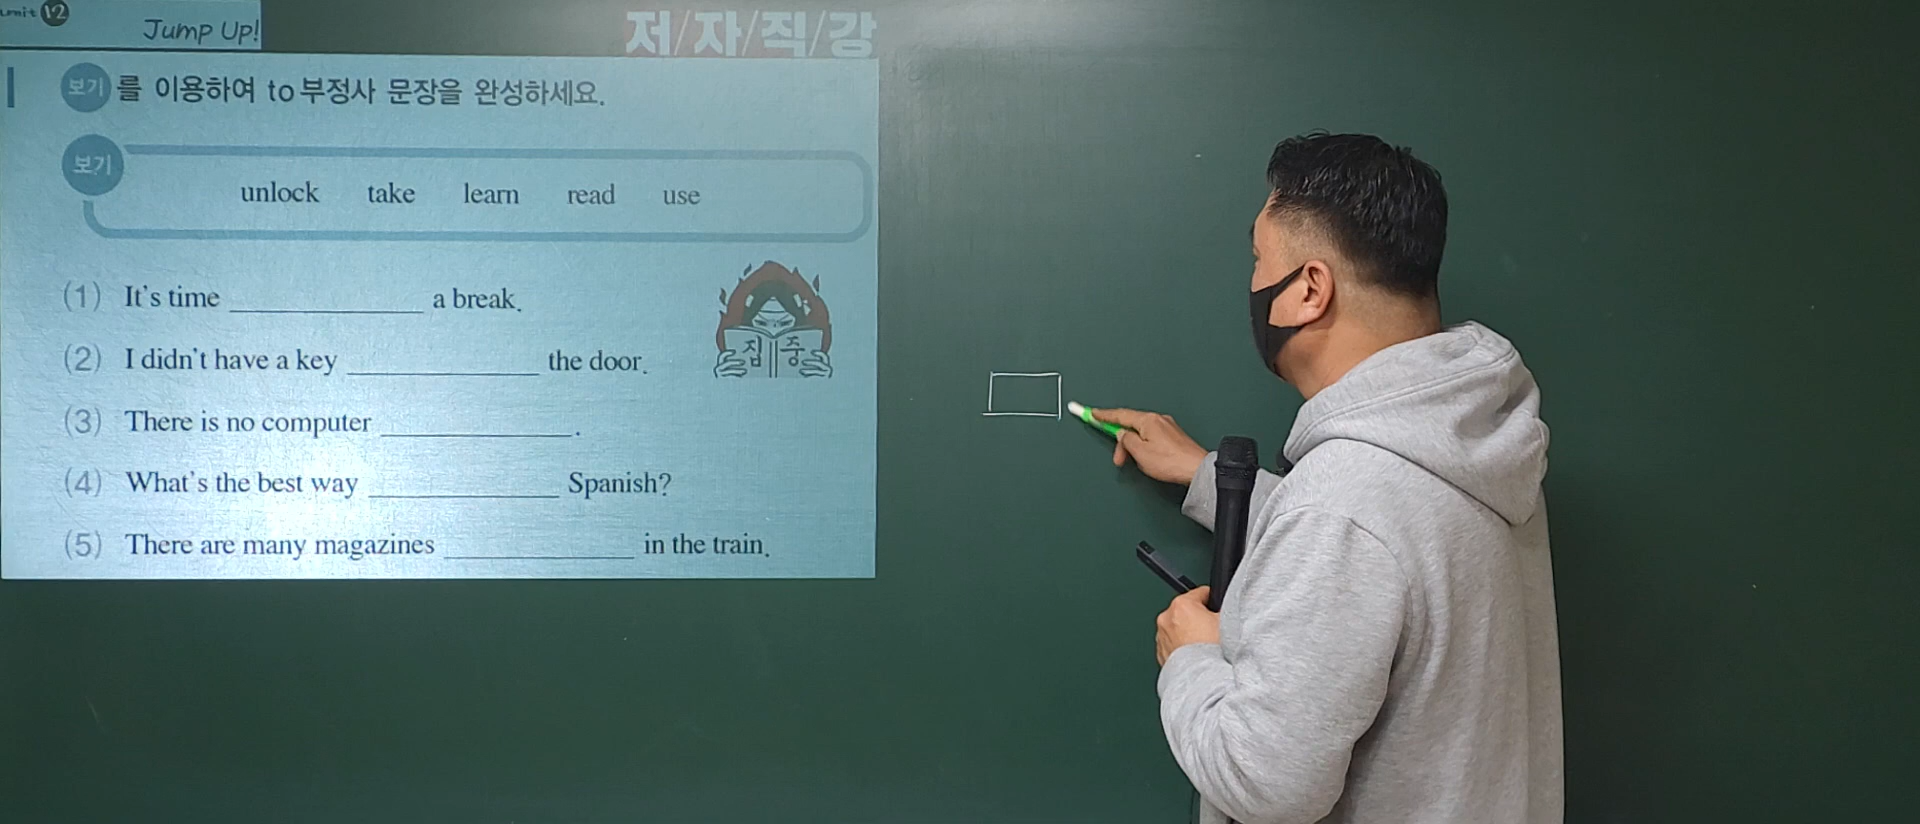 unit 12
Jump Up!
저/자/직/강
보기 를 이용하여 to부정사 문장을 완성하세요.
보기
unlock take learn read use
(1) It's time ____________ a break.
(2) I didn't have a key ____________ the door.
집중
(3) There is no computer ____________.
(4) What's the best way ____________ Spanish?
(5) There are many magazines ____________ in the train.